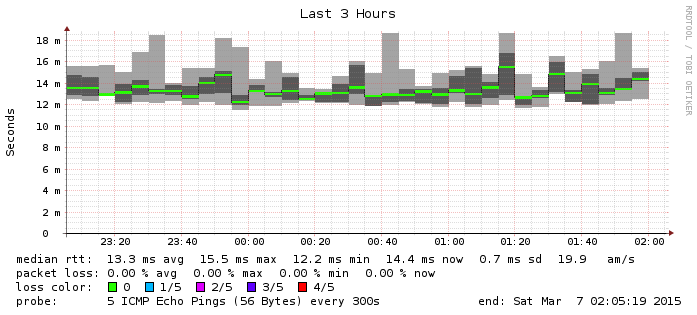 Last 3 Hours
RRDTOOL / TOBI OETIKER
Seconds
18 m
16 m
14 m
12 m
10 m
8 m
6 m
4 m
2 m
0
23:20 23:40 00:00 00:20 00:40 01:00 01:20 01:40 02:00
median rtt: 13.3 ms avg 15.5 ms max 12.2 ms min 14.4 ms now 0.7 ms sd 19.9 am/s
packet loss: 0.00 % avg 0.00 % max 0.00 % min 0.00 % now
loss color: 0 1/5 2/5 3/5 4/5
probe: 5 ICMP Echo Pings (56 Bytes) every 300s end: Sat Mar 7 02:05:19 2015